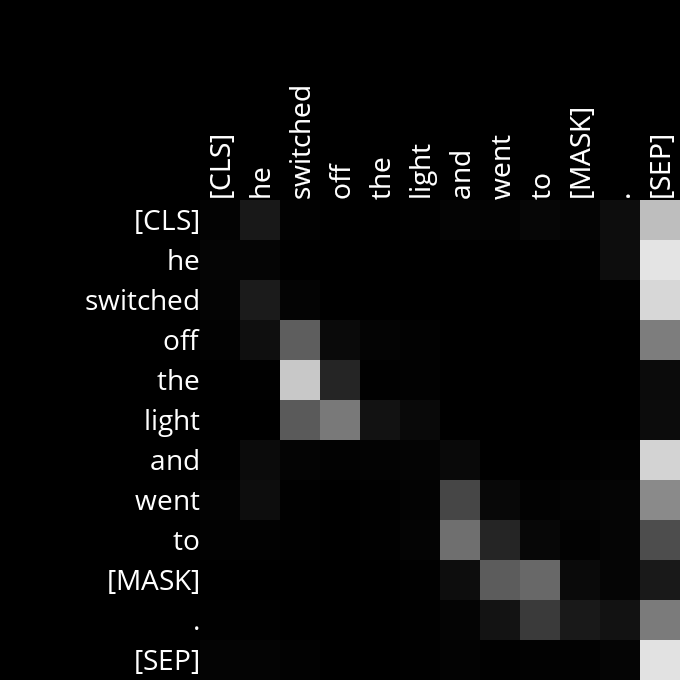 [CLS]
he
switched
off
the
light
and
went
to
[MASK]
.
[SEP]
[CLS]
he
switched
off
the
light
and
went
to
[MASK]
.
[SEP]